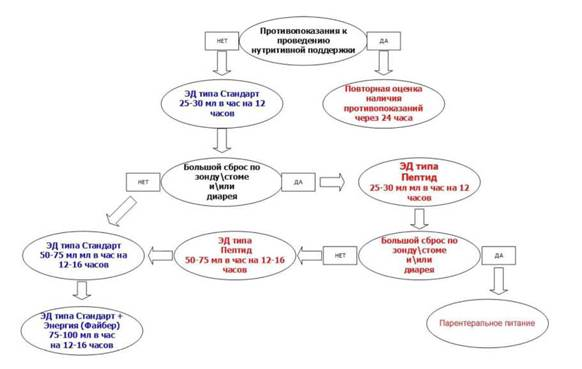 Противопоказания к
проведению
нутритивной поддержки
НЕТ
ДА
ЭД типа Стандарт
25-30 мл в час на 12
часов
Повторная оценка
наличия
противопоказаний
через 24 часа
Большой сброс по
зонду\стоме
и\или
диарея
НЕТ
ДА
ЭД типа
Пептид
25-30 мл мл в час на 12
часов
ЭД типа Стандарт
50-75 мл мл в час на
12-16 часов
ЭД типа
Пептид
50-75 мл в час на 12-16
часов
НЕТ
Большой сброс по
зонду\стоме
и\или
диарея
ДА
ЭД типа Стандарт +
Энергия (Файбер)
75-100 мл в час
на 12-16 часов
Парентеральное питание